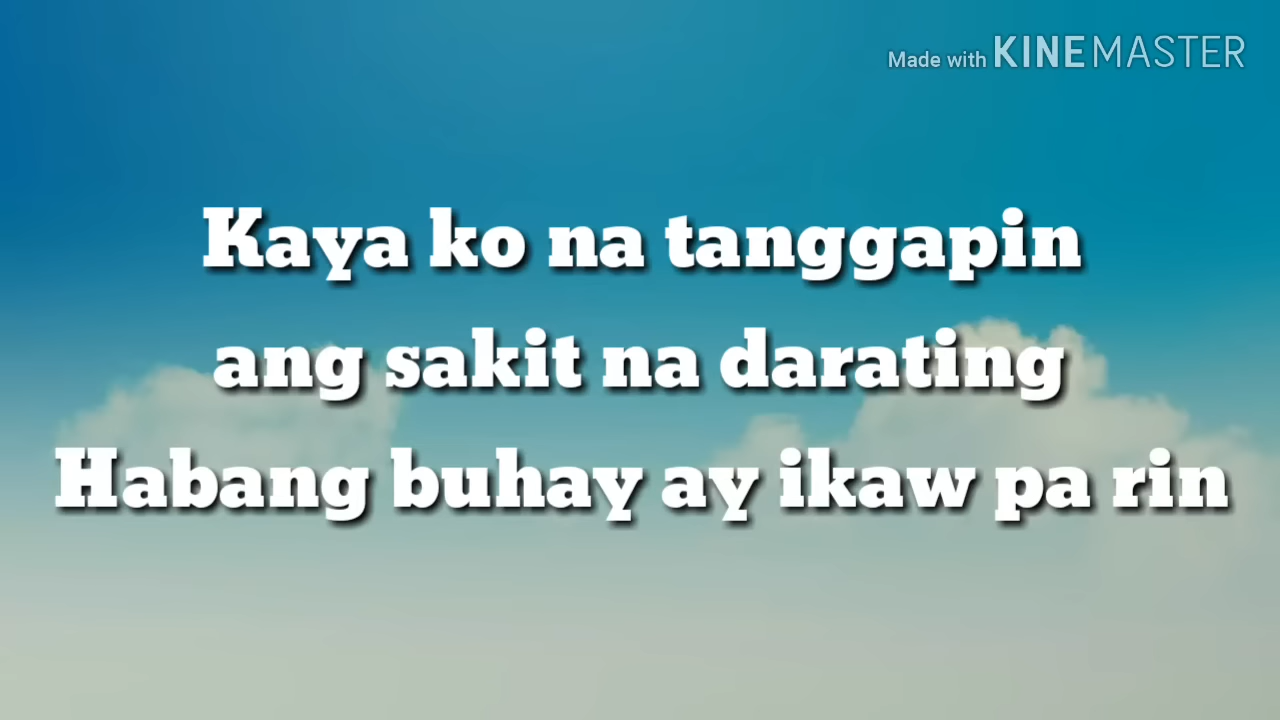 Made with KINEMASTER
Kaya ko na tanggapin
ang sakit na darating
Habang buhay ay ikaw pa rin